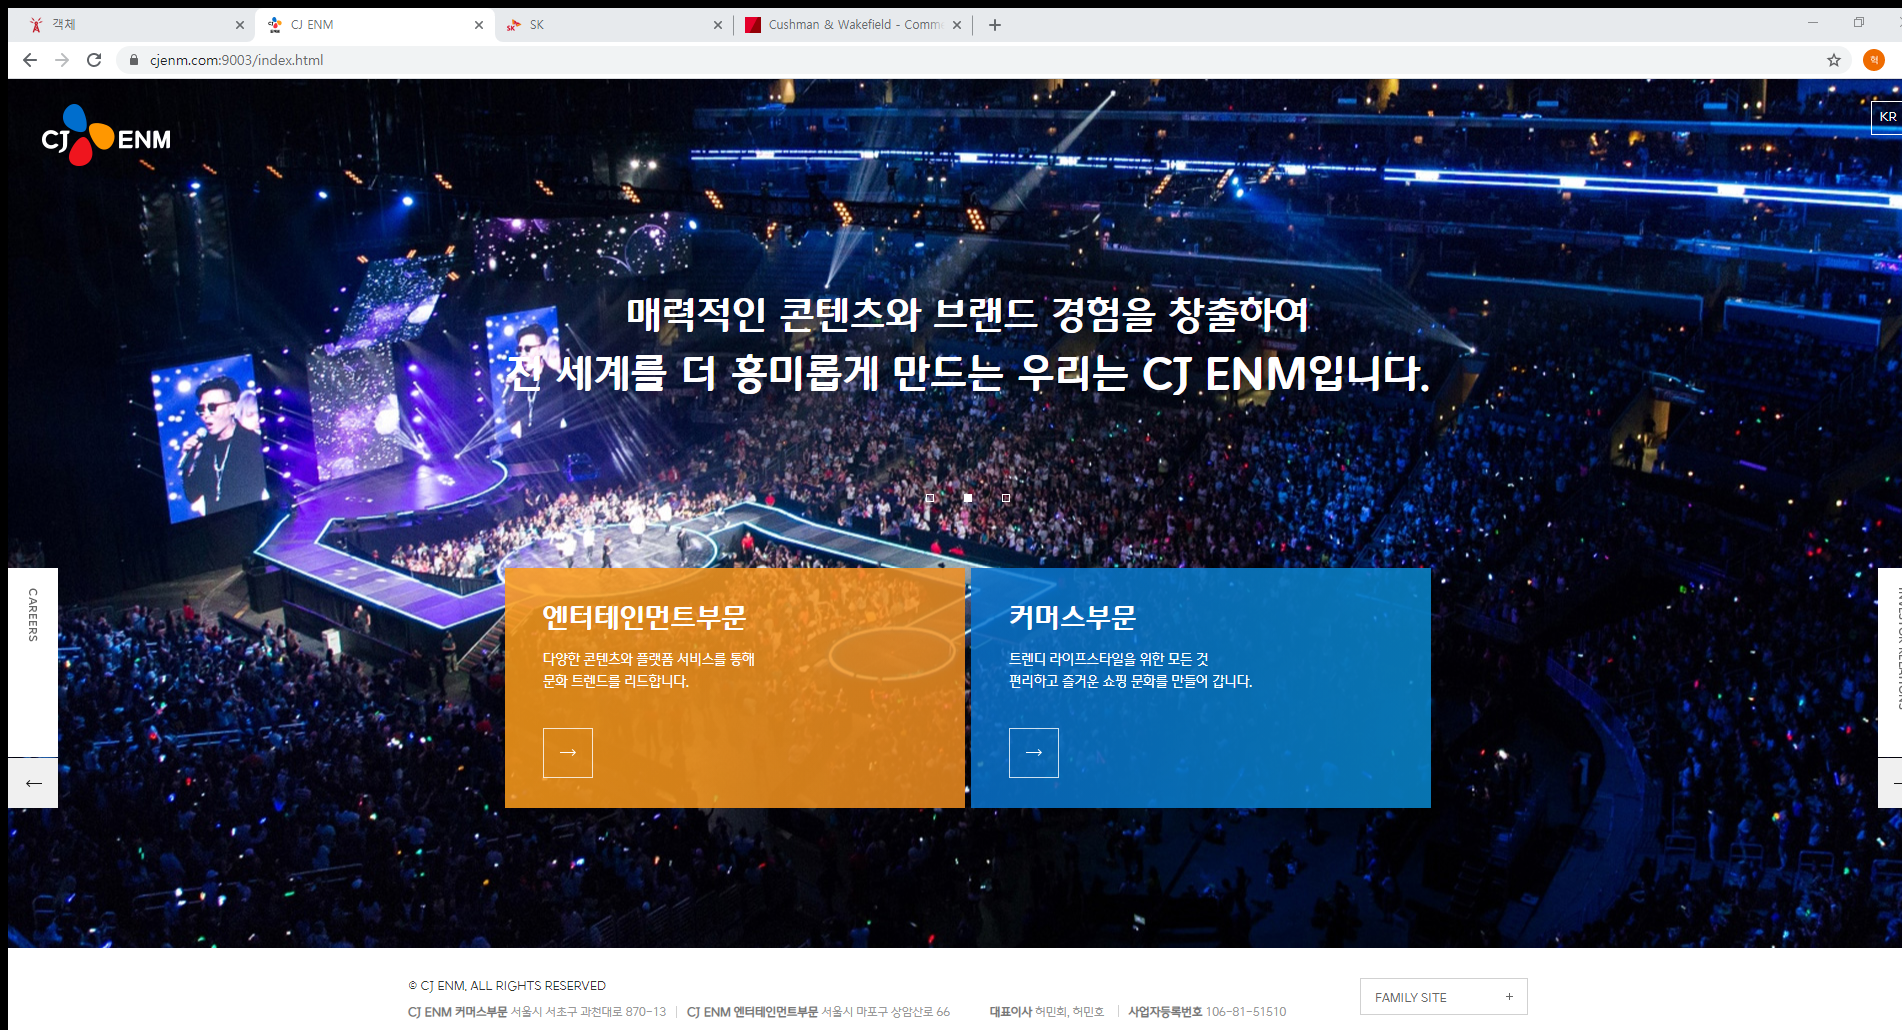 객체
CJ ENM
SK
Cushman & Wakefield - Comm
cjenm.com:9003/index.html
혁
CJ ENM
KR
매력적인 콘텐츠와 브랜드 경험을 창출하여
전 세계를 더 흥미롭게 만드는 우리는 CJ ENM입니다.
CAREERS
엔터테인먼트부문
다양한 콘텐츠와 플랫폼 서비스를 통해
문화 트렌드를 리드합니다.
커머스부문
트렌디 라이프스타일을 위한 모든 것
편리하고 즐거운 쇼핑 문화를 만들어 갑니다.
INVESTOR RELATIONS
© CJ ENM, ALL RIGHTS RESERVED
CJ ENM 커머스부문 서울시 서초구 과천대로 870-13 | CJ ENM 엔터테인먼트부문 서울시 마포구 상암산로 66 대표이사 허민회, 허민호 | 사업자등록번호 106-81-51510
FAMILY SITE +